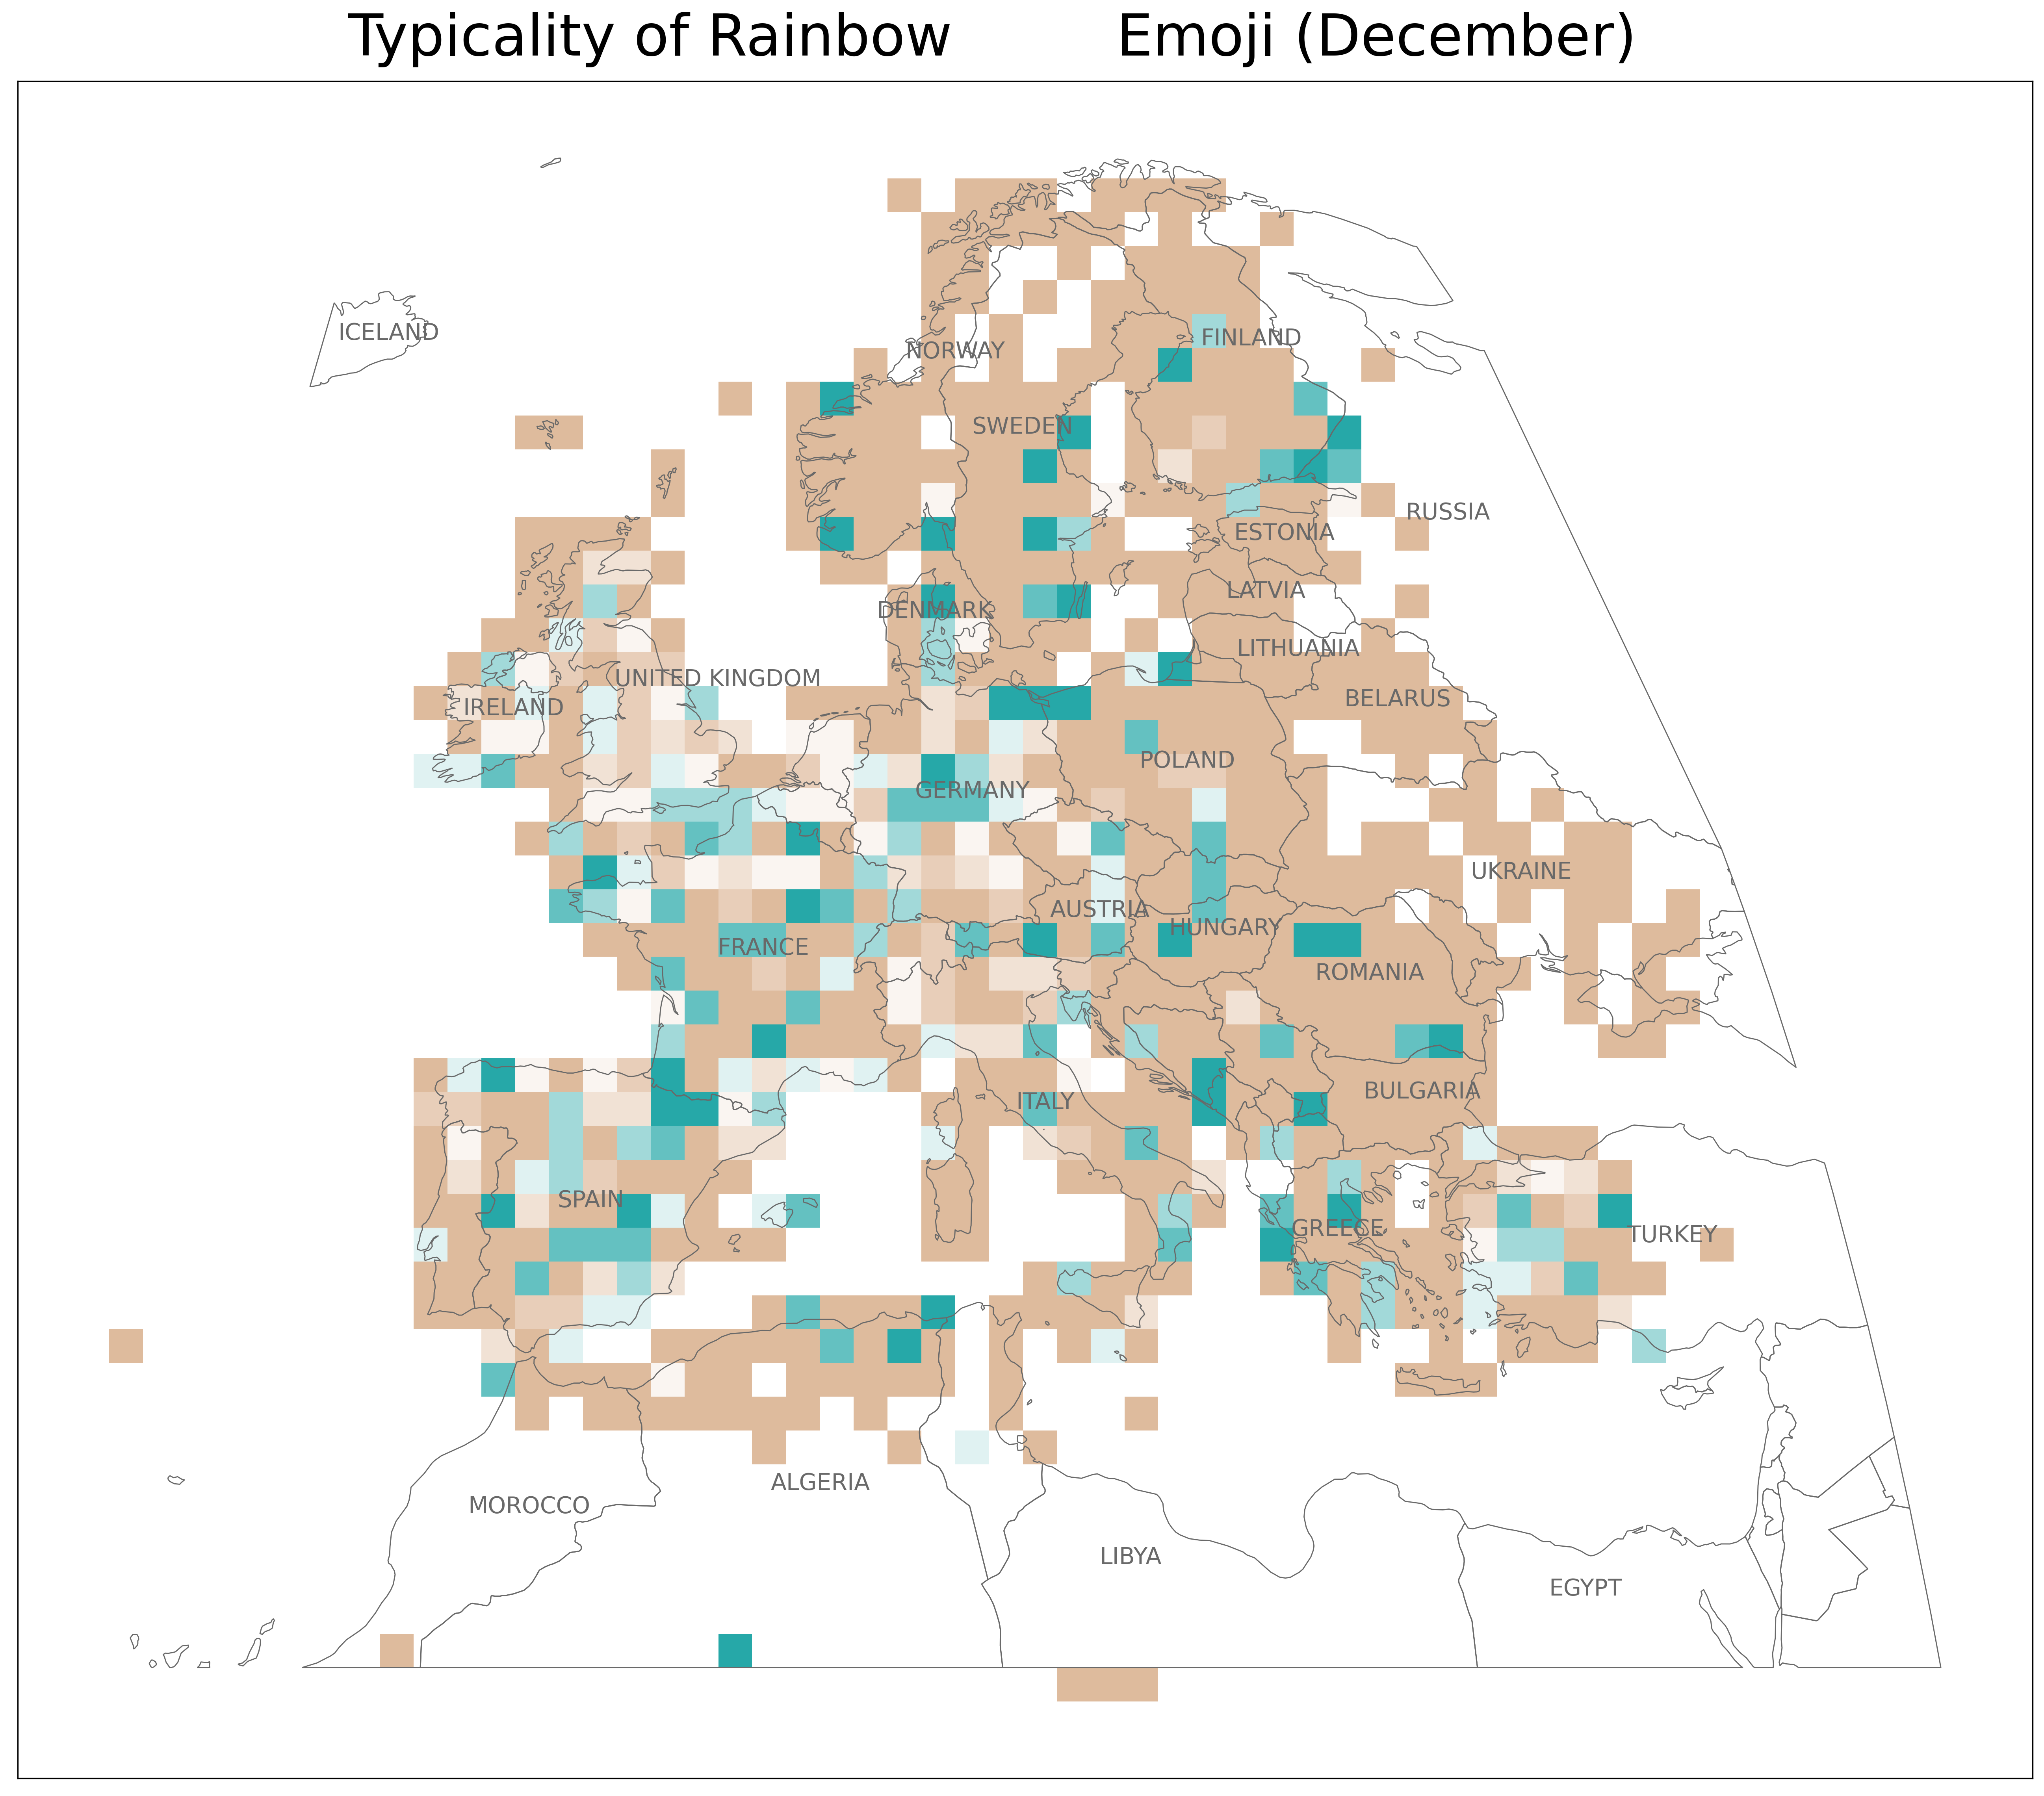 Typicality of Rainbow Emoji (December)
ICELAND
NORWAY
FINLAND
SWEDEN
RUSSIA
ESTONIA
LATVIA
DENMARK
LITHUANIA
UNITED KINGDOM
BELARUS
IRELAND
POLAND
GERMANY
UKRAINE
AUSTRIA
HUNGARY
FRANCE
ROMANIA
BULGARIA
ITALY
SPAIN
GREECE
TURKEY
ALGERIA
MOROCCO
LIBYA
EGYPT